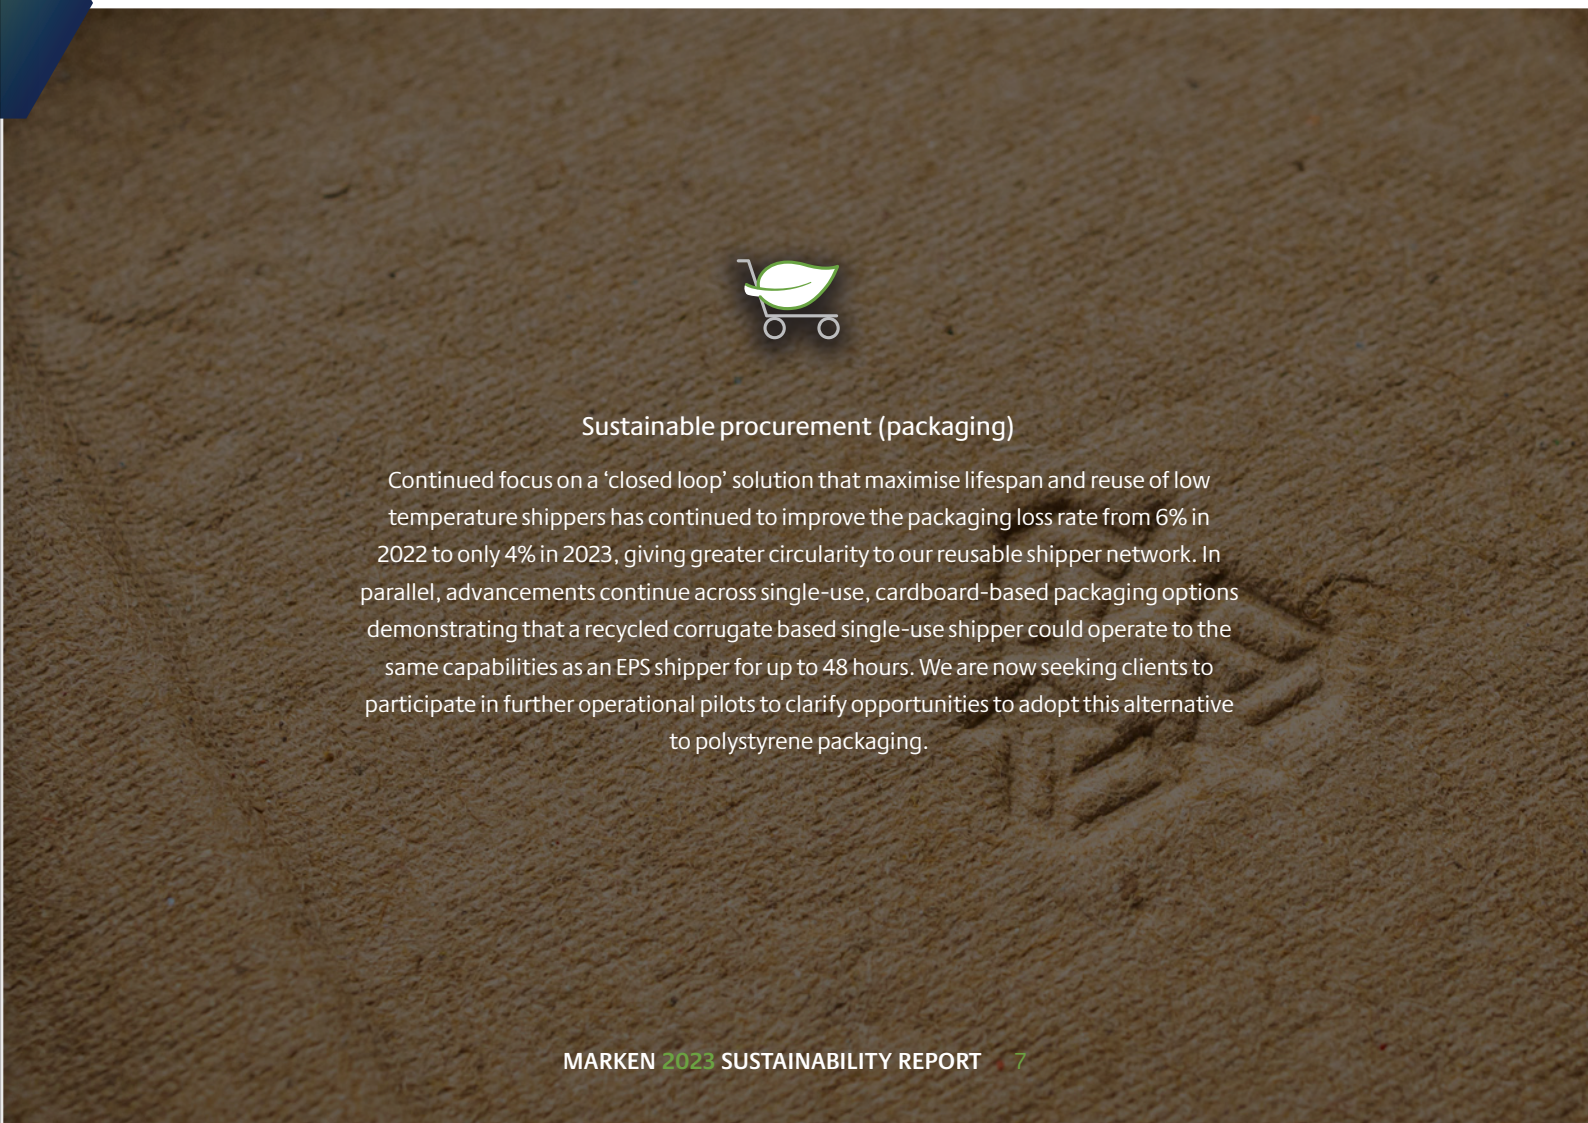 Sustainable procurement (packaging)
Continued focus on a ‘closed loop’ solution that maximise lifespan and reuse of low
temperature shippers has continued to improve the packaging loss rate from 6% in
2022 to only 4% in 2023, giving greater circularity to our reusable shipper network. In
parallel, advancements continue across single-use, cardboard-based packaging options
demonstrating that a recycled corrugate based single-use shipper could operate to the
same capabilities as an EPS shipper for up to 48 hours. We are now seeking clients to
participate in further operational pilots to clarify opportunities to adopt this alternative
to polystyrene packaging.
MARKEN 2023 SUSTAINABILITY REPORT 7